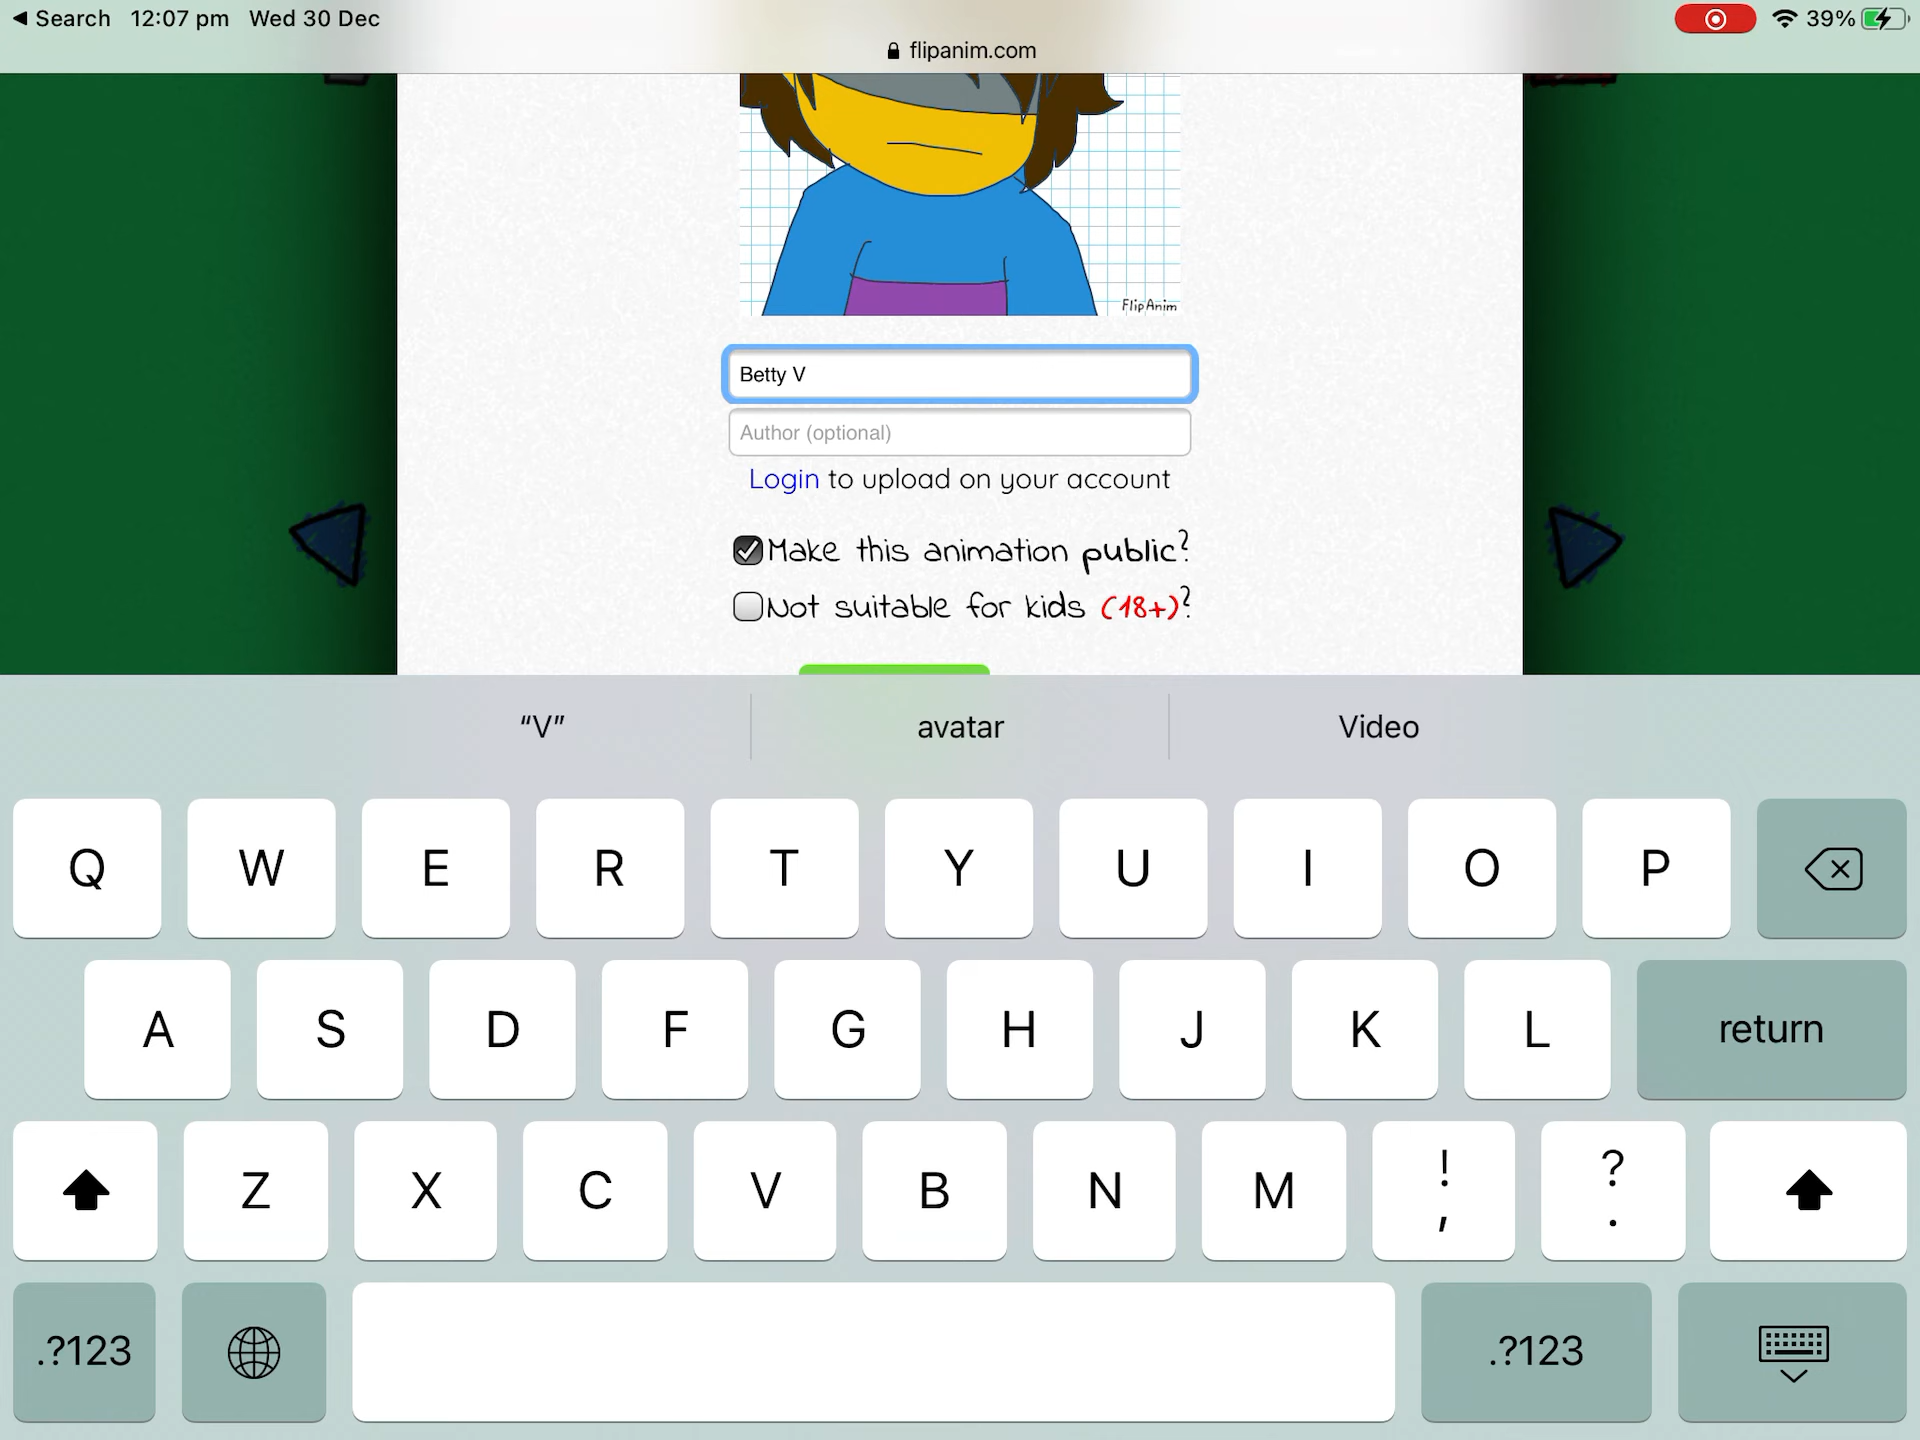 Search 12:07 pm Wed 30 Dec 39%
flipanim.com
FlipAnim
Betty V
Author (optional)
Login to upload on your account
Make this animation public?
Not suitable for kids (18+)?
“V” avatar Video
Q W E R T Y U I O P
A S D F G H J K L return
Z X C V B N M ! , ? .
.?123 .?123